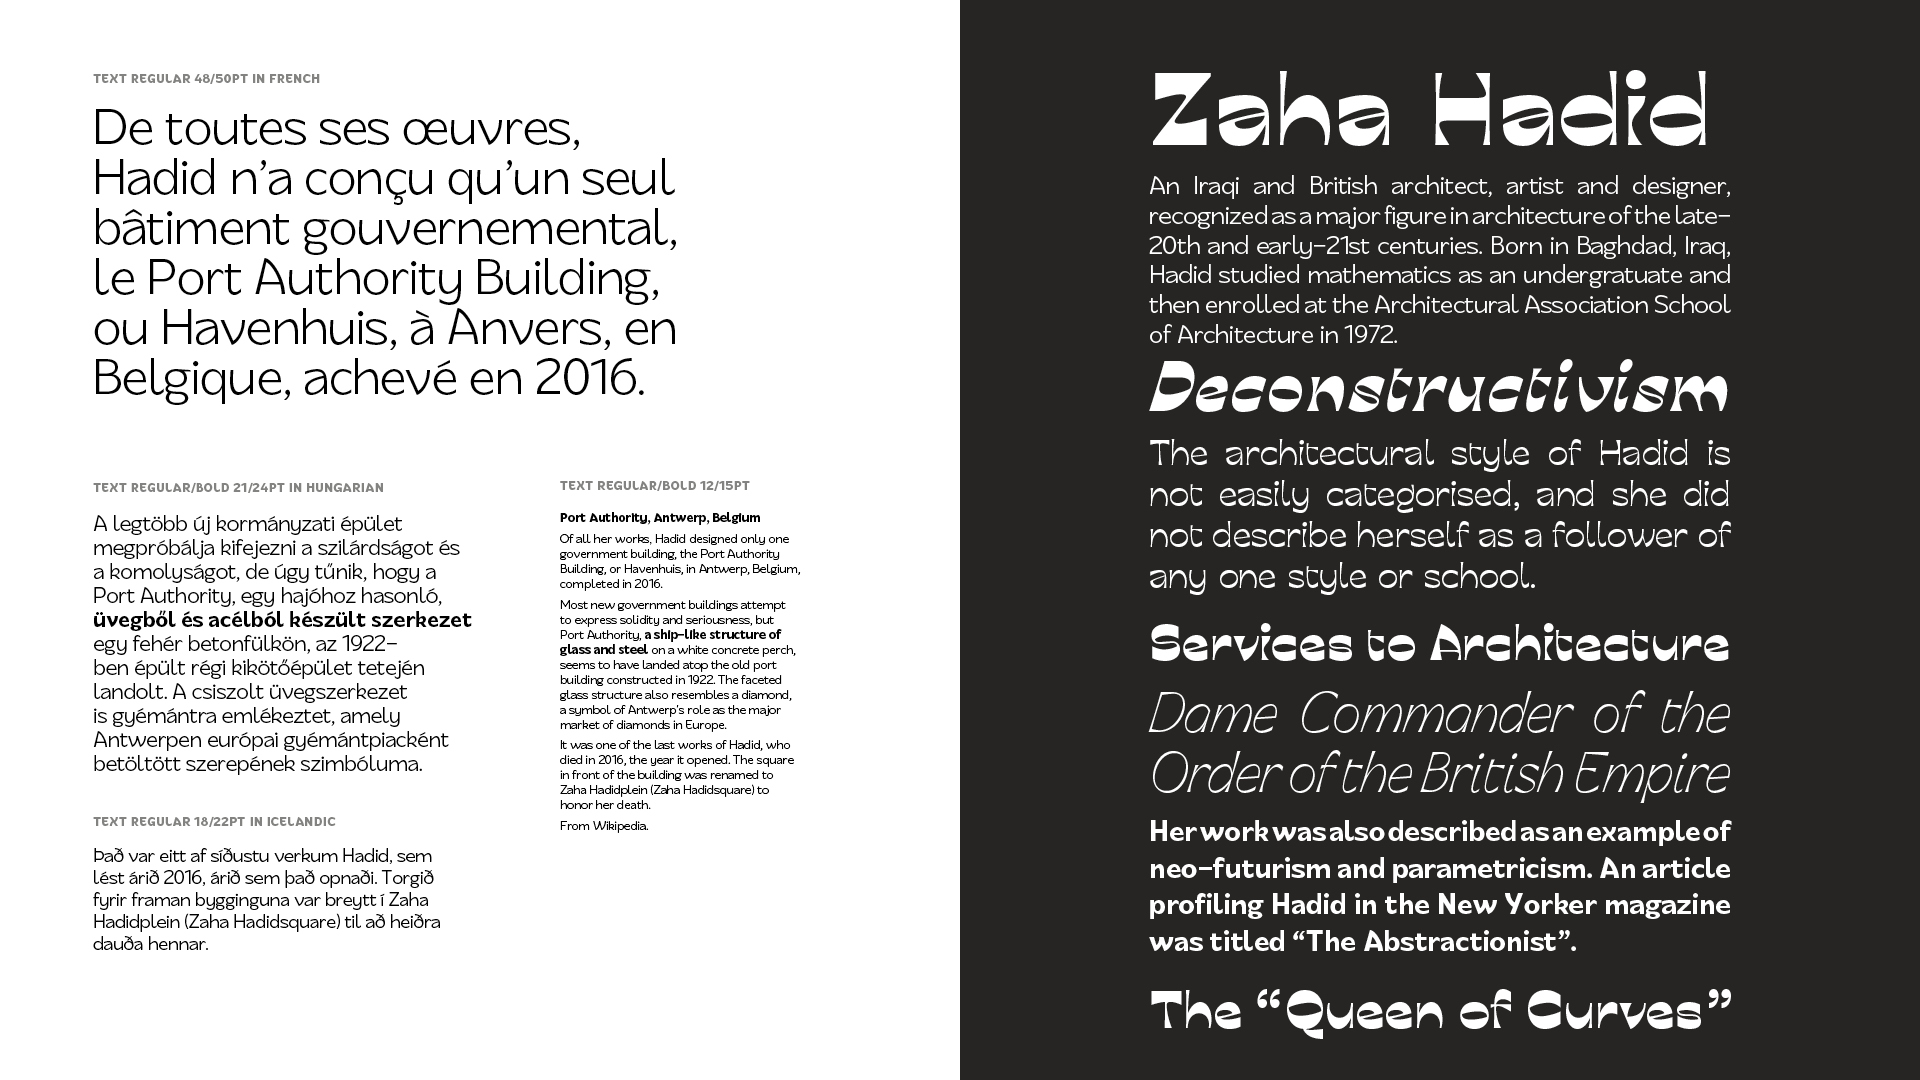 TEXT REGULAR 48/50PT IN FRENCH
De toutes ses œuvres,
Hadid n’a conçu qu’un seul
bâtiment gouvernemental,
le Port Authority Building,
ou Havenhuis, à Anvers, en
Belgique, achevé en 2016.
TEXT REGULAR/BOLD 21/24PT IN HUNGARIAN
A legtöbb új kormányzati épület
megpróbálja kifejezni a szilárdságot és
a komolyságot, de úgy tűnik, hogy a
Port Authority, egy hajóhoz hasonló,
üvegből és acélból készült szerkezet
egy fehér betonfülkön, az 1922–
ben épült régi kikötőépület tetején
landolt. A csiszolt üvegszerkezet
is gyémántra emlékeztet, amely
Antwerpen európai gyémántpiacként
betöltött szerepének szimbóluma.
TEXT REGULAR 18/22PT IN ICELANDIC
Það var eitt af síðustu verkum Hadid, sem
lést árið 2016, árið sem það opnaði. Torgið
fyrir framan bygginguna var breytt í Zaha
Hadidplein (Zaha Hadidsquare) til að heiðra
dauða hennar.
TEXT REGULAR/BOLD 12/15PT
Port Authority, Antwerp, Belgium
Of all her works, Hadid designed only one
government building, the Port Authority
Building, or Havenhuis, in Antwerp, Belgium,
completed in 2016.
Most new government buildings attempt
to express solidity and seriousness, but
Port Authority, a ship–like structure of
glass and steel on a white concrete perch,
seems to have landed atop the old port
building constructed in 1922. The faceted
glass structure also resembles a diamond,
a symbol of Antwerp's role as the major
market of diamonds in Europe.
It was one of the last works of Hadid, who
died in 2016, the year it opened. The square
in front of the building was renamed to
Zaha Hadidplein (Zaha Hadidsquare) to
honor her death.
From Wikipedia.
Zaha Hadid
An Iraqi and British architect, artist and designer,
recognized as a major figure in architecture of the late–
20th and early–21st centuries. Born in Baghdad, Iraq,
Hadid studied mathematics as an undergratuate and
then enrolled at the Architectural Association School
of Architecture in 1972.
Deconstructivism
The architectural style of Hadid is
not easily categorised, and she did
not describe herself as a follower of
any one style or school.
Services to Architecture
Dame Commander of the
Order of the British Empire
Her work was also described as an example of
neo–futurism and parametricism. An article
profiling Hadid in the New Yorker magazine
was titled “The Abstractionist”.
The “Queen of Curves”